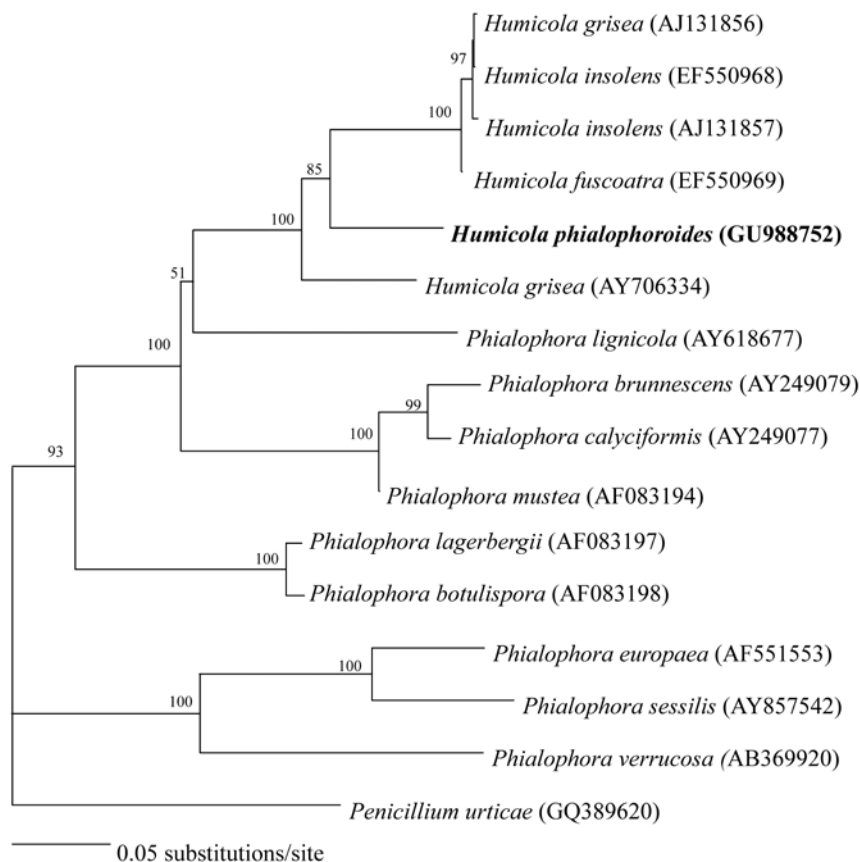 Humicola grisea (AJ131856)
97
Humicola insolens (EF550968)
100
Humicola insolens (AJ131857)
85
Humicola fuscoatra (EF550969)
100
Humicola phialophoroides (GU988752)
51
Humicola grisea (AY706334)
100
Phialophora lignicola (AY618677)
Phialophora brunnescens (AY249079)
99
100
Phialophora calyciformis (AY249077)
93
Phialophora mustea (AF083194)
Phialophora lagerbergii (AF083197)
100
Phialophora botulispora (AF083198)
Phialophora europaea (AF551553)
100
100
Phialophora sessilis (AY857542)
Phialophora verrucosa (AB369920)
Penicillium urticae (GQ389620)
0.05 substitutions/site